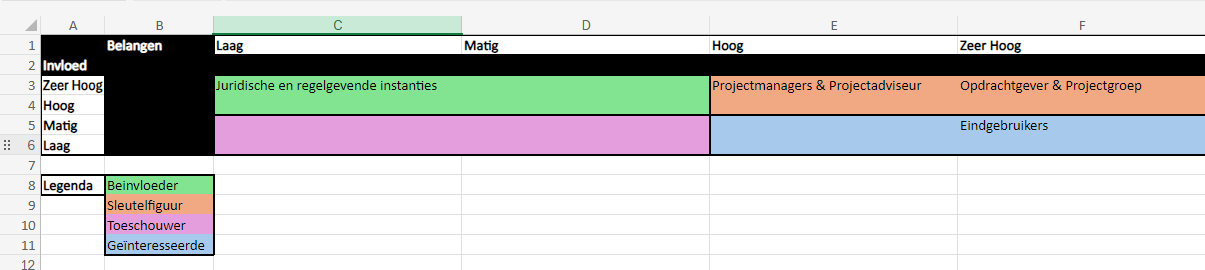 A B C D E F
1 Belangen Laag Matig Hoog Zeer Hoog
2 Invloed
3 Zeer Hoog Juridische en regelgevende instanties Projectmanagers & Projectadviseur Opdrachtgever & Projectgroep
4 Hoog
5 Matig Eindgebruikers
6 Laag
7
8 Legenda Beinvloeder
9 Sleutelfiguur
10 Toeschouwer
11 Geïnteresseerde
12